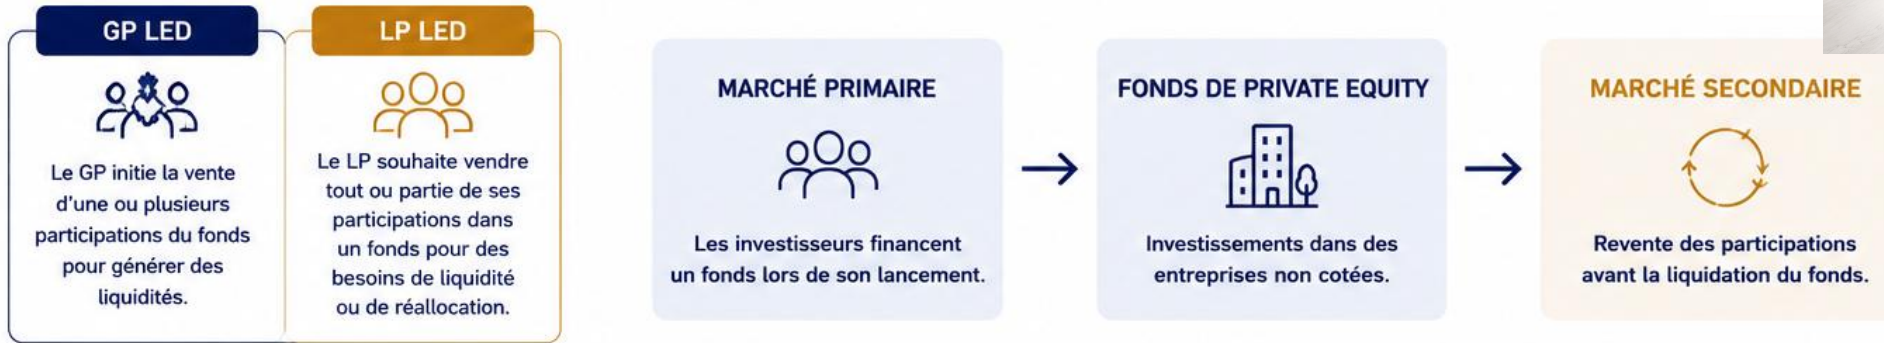 GP LED
Le GP initie la vente
d'une ou plusieurs
participations du fonds
pour générer des
liquidités.
LP LED
Le LP souhaite vendre
tout ou partie de ses
participations dans
un fonds pour des
besoins de liquidité
ou de réallocation.
MARCHÉ PRIMAIRE
Les investisseurs financent
un fonds lors de son lancement.
FONDS DE PRIVATE EQUITY
Investissements dans des
entreprises non cotées.
MARCHÉ SECONDAIRE
Revente des participations
avant la liquidation du fonds.